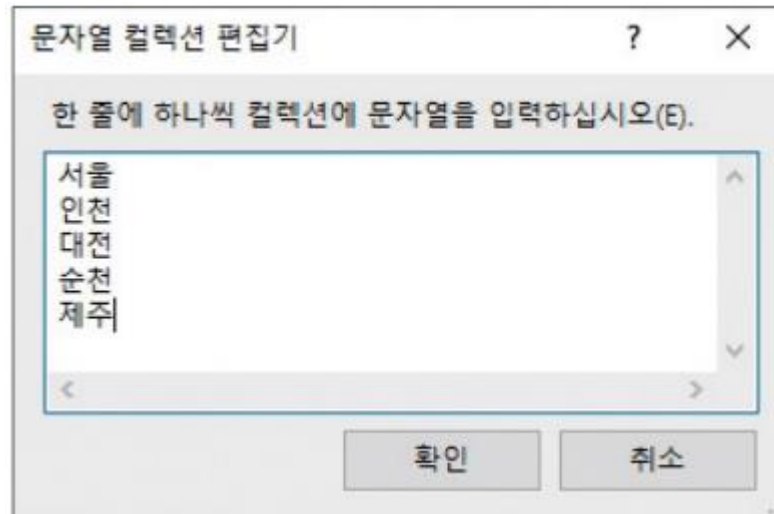 문자열 컬렉션 편집기 ? ×
한 줄에 하나씩 컬렉션에 문자열을 입력하십시오(E).
서울
인천
대전
순천
제주
확인 취소